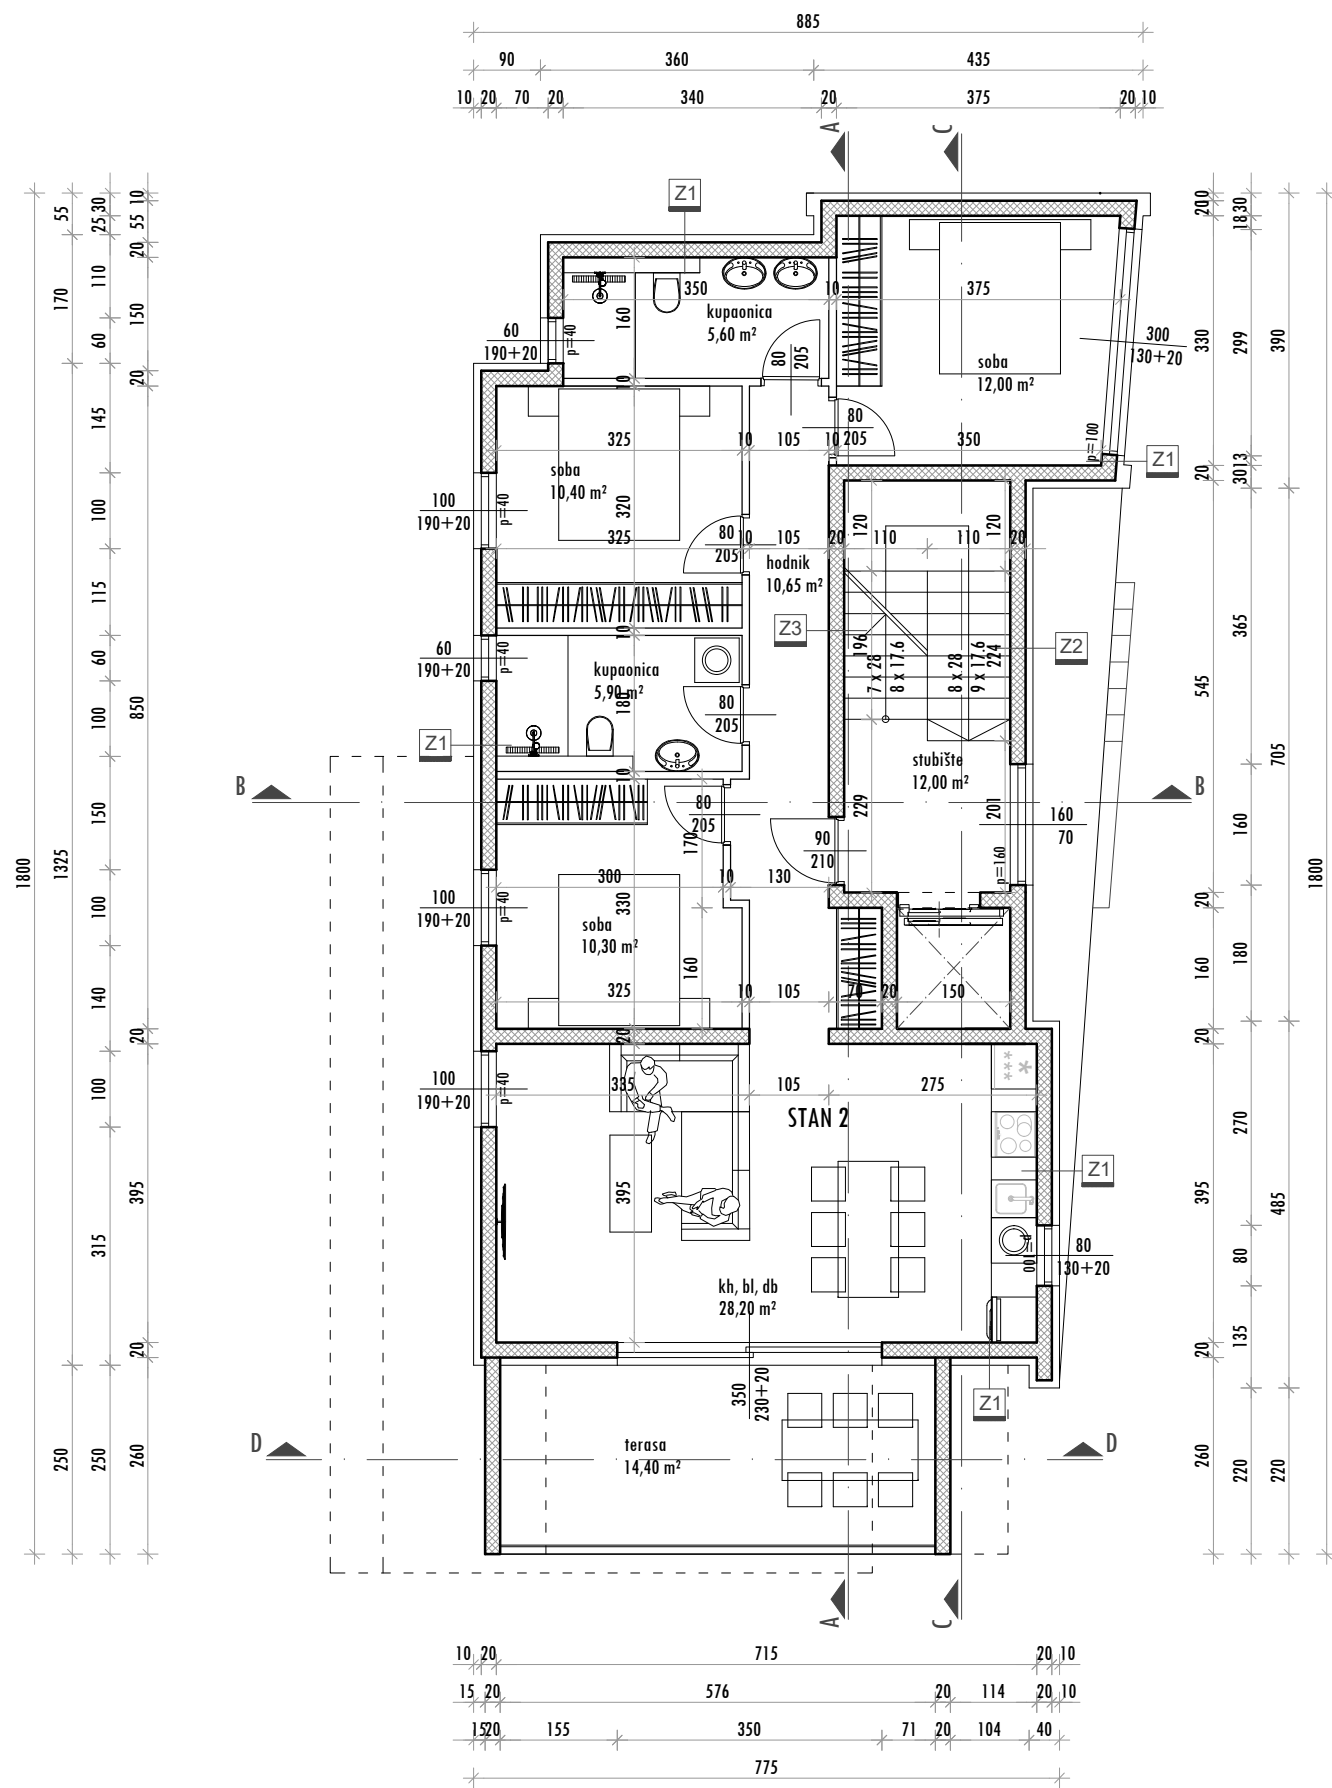 885
90 360 435
10 20 70 20 340 20 375 20 10
A C
Z1
350 10 375
kupaonica
5,60 m²
160
60
190+20
p=40
80
205
soba
12,00 m²
300
130+20
p=100
Z1
10
325 10 105 10 350
80
205
soba
10,40 m²
320
100
190+20
p=40
325 10 105 20 110 110 20
80
205
hodnik
10,65 m²
120 120
Z3
196
7 x 28
8 x 17.6
8 x 28
9 x 17.6
224
Z2
10
60
190+20
p=40
kupaonica
5,90 m²
180
80
205
Z1
stubište
12,00 m²
10
B B
80
205
170
229
201
160
70
p=160
90
210
300 10 130
100
190+20
p=40
330
soba
10,30 m²
160
325 10 105 70 20 150
20
100
190+20
p=40
335 105 275
STAN 2
395
Z1
80
130+20
p=100
kh, bl, db
28,20 m²
350
230+20
Z1
D D
terasa
14,40 m²
A C
10 20 715 20 10
15 20 576 20 114 20 10
15 20 155 350 71 20 104 40
775
1800
55 170 1325 250
30 25 110 60 145 100 115 60 100 150 100 140 100 315 250
10 55 20 150 20 850 20 395 20 260
20 0 330 20 545 20 160 20 395 20 260
30 18 299 13 30 365 160 180 270 80 135 220
390 705 485 220
1800